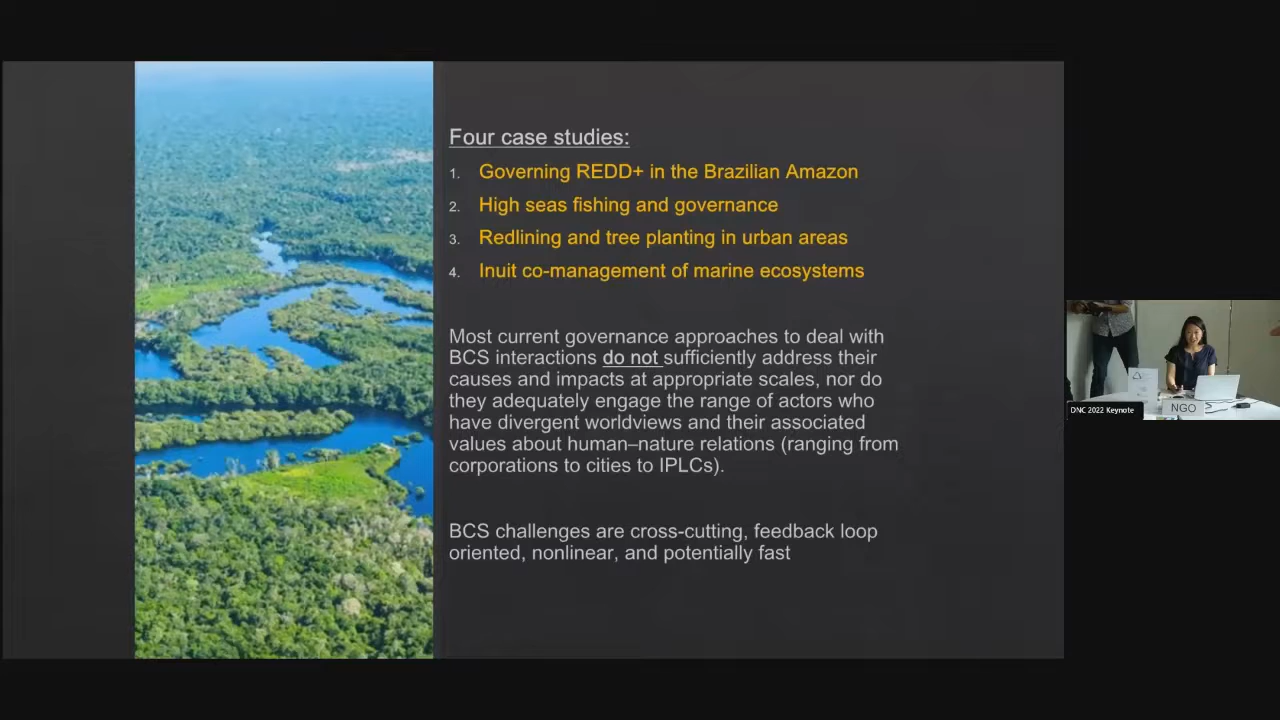 Four case studies:
1. Governing REDD+ in the Brazilian Amazon
2. High seas fishing and governance
3. Redlining and tree planting in urban areas
4. Inuit co-management of marine ecosystems
Most current governance approaches to deal with
BCS interactions do not sufficiently address their
causes and impacts at appropriate scales, nor do
they adequately engage the range of actors who
have divergent worldviews and their associated
values about human–nature relations (ranging from
corporations to cities to IPLCs).
BCS challenges are cross-cutting, feedback loop
oriented, nonlinear, and potentially fast
DNC 2022 Keynote
NGO